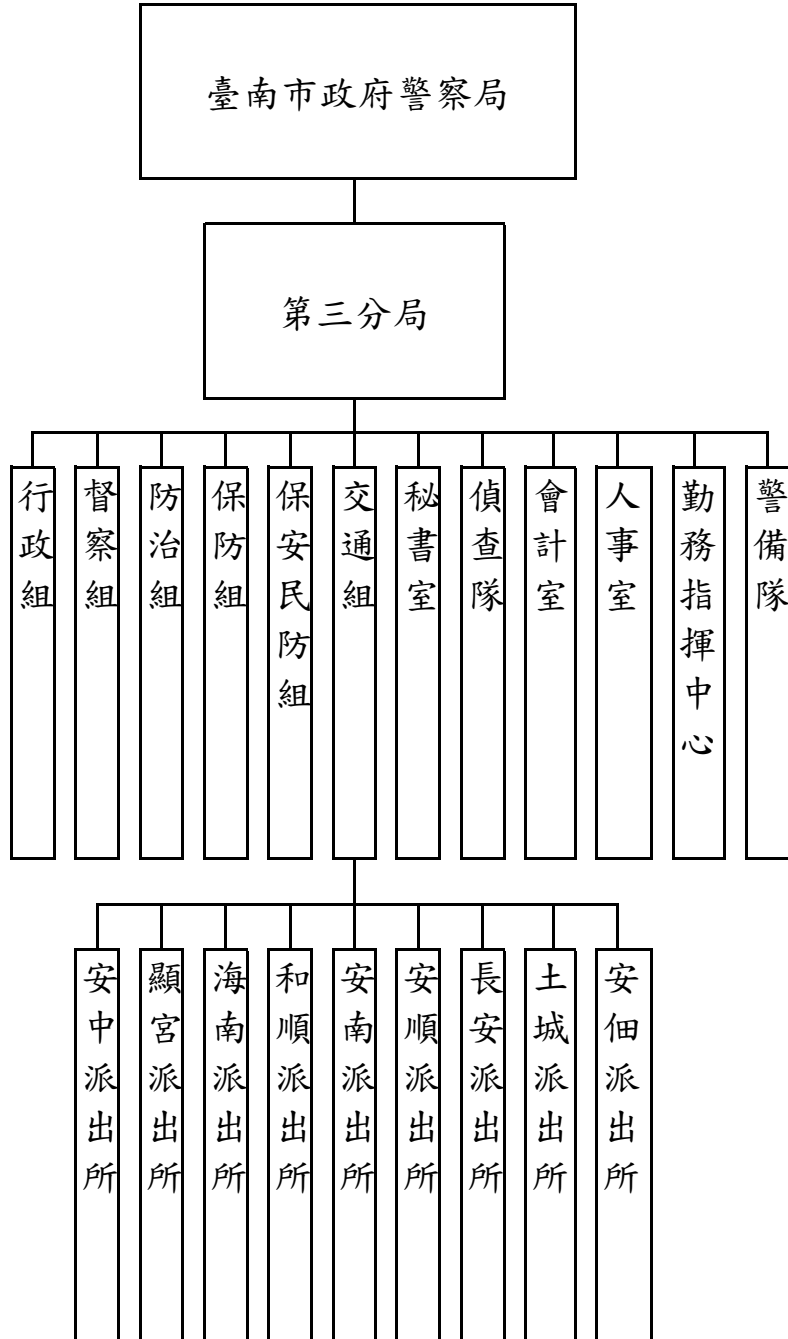 臺南市政府警察局
第三分局
行政組
督察組
防治組
保防組
保安民防組
交通組
秘書室
偵查隊
會計室
人事室
勤務指揮中心
警備隊
安中派出所
顯宮派出所
海南派出所
和順派出所
安南派出所
安順派出所
長安派出所
土城派出所
安佃派出所